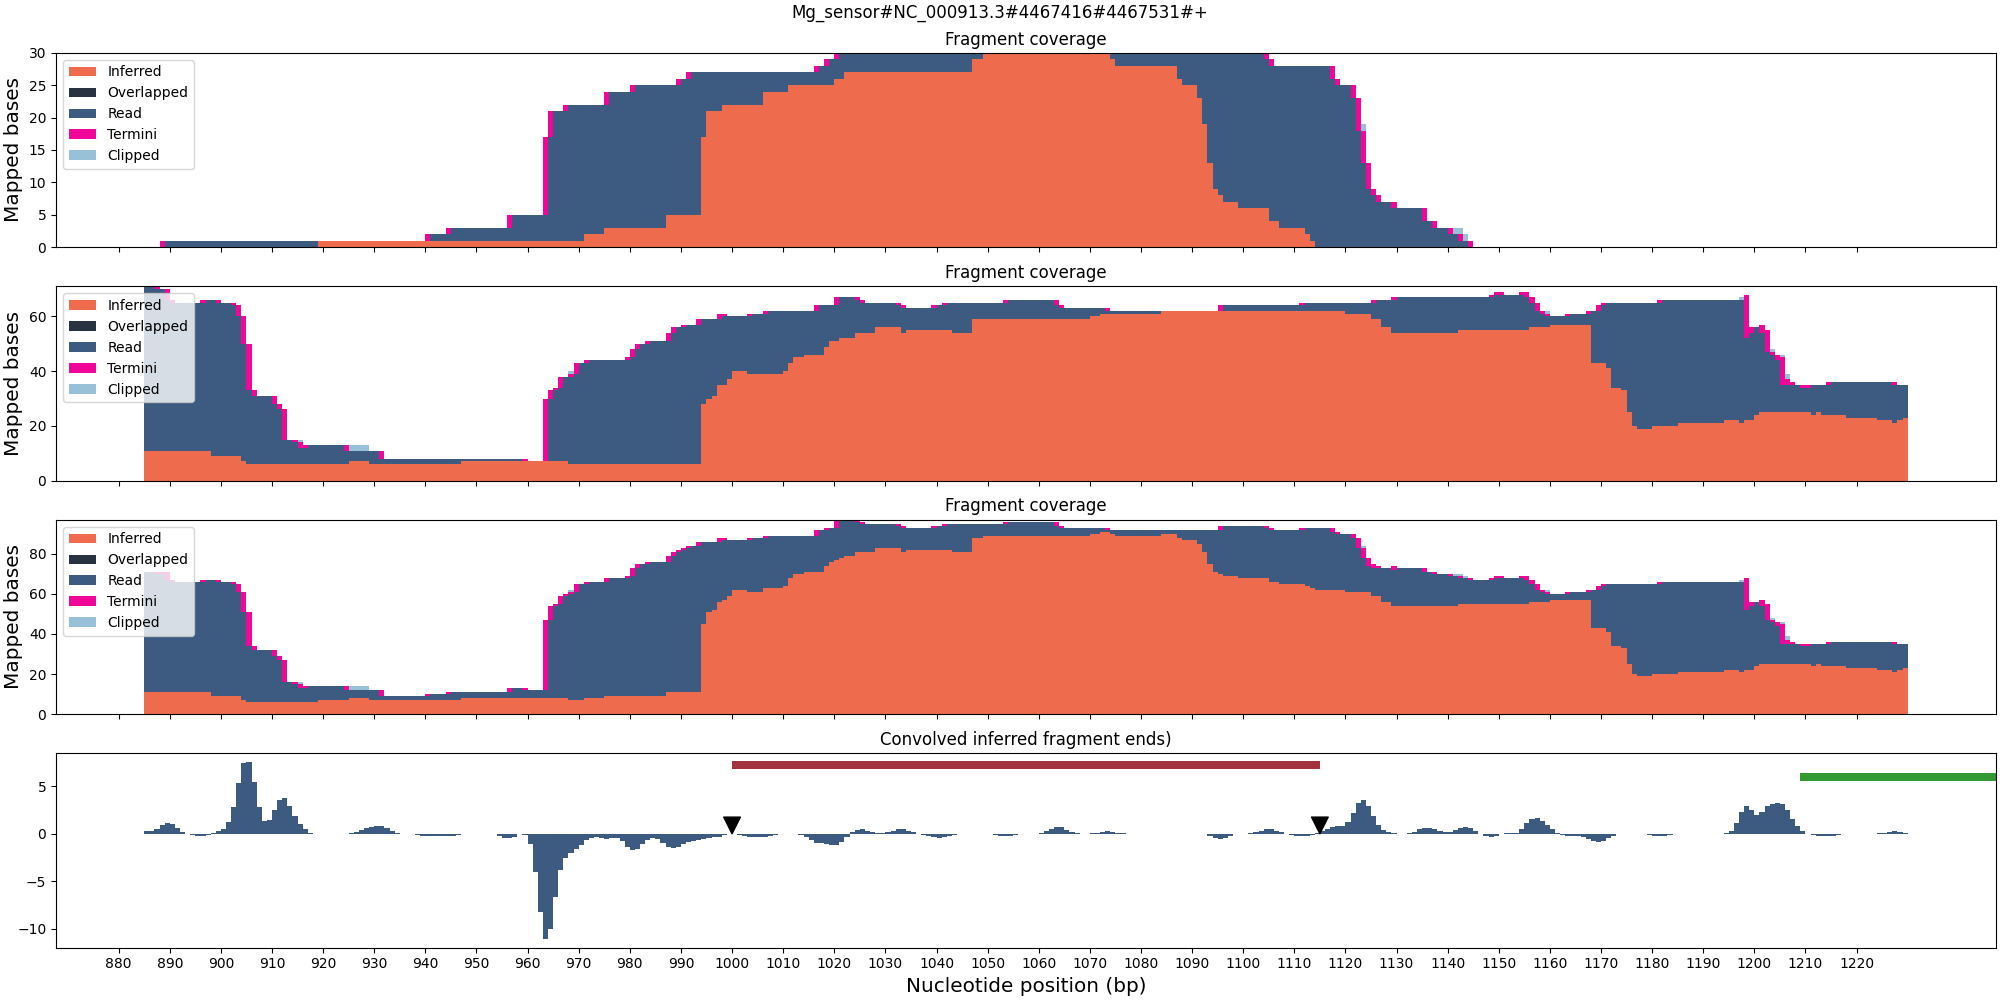 Mg_sensor#NC_000913.3#4467416#4467531#+
Fragment coverage
Mapped bases
30
25
20
15
10
5
0
Inferred
Overlapped
Read
Termini
Clipped
Fragment coverage
Mapped bases
60
40
20
0
Inferred
Overlapped
Read
Termini
Clipped
Fragment coverage
Mapped bases
80
60
40
20
0
Inferred
Overlapped
Read
Termini
Clipped
Convolved inferred fragment ends)
5
0
−5
−10
880 890 900 910 920 930 940 950 960 970 980 990 1000 1010 1020 1030 1040 1050 1060 1070 1080 1090 1100 1110 1120 1130 1140 1150 1160 1170 1180 1190 1200 1210 1220
Nucleotide position (bp)